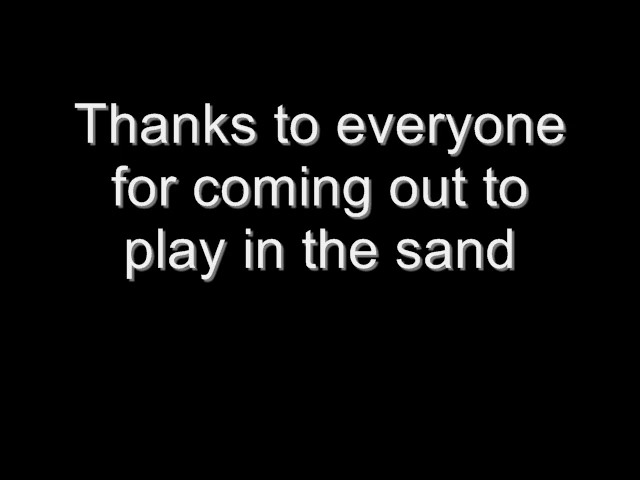 Thanks to everyone
for coming out to
play in the sand